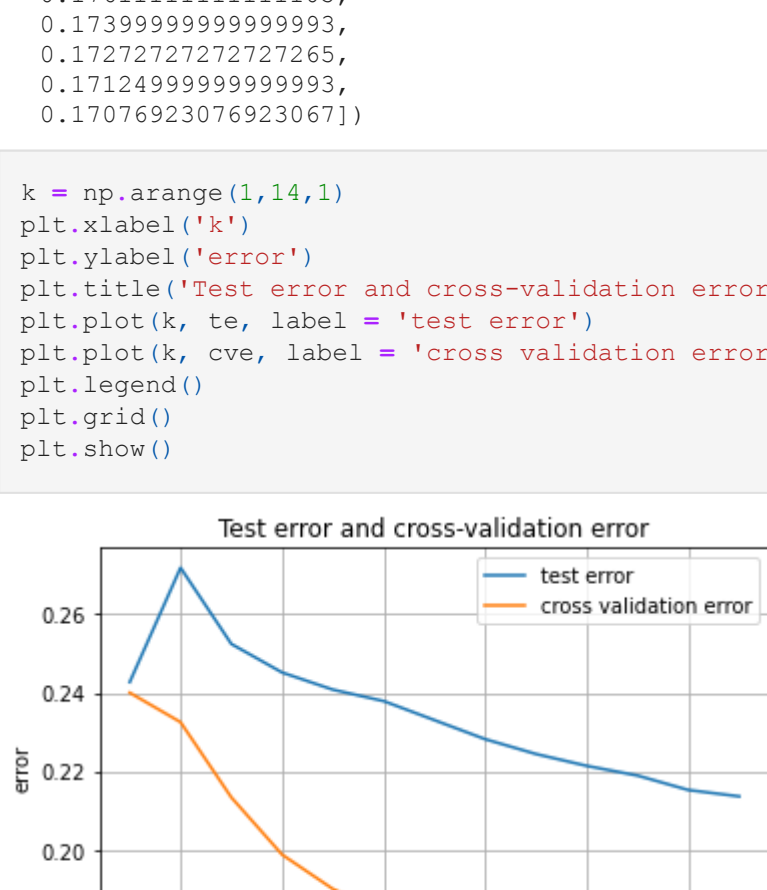 0.17399999999999993,
0.17272727272727265,
0.17124999999999993,
0.17076923076923067])
k = np.arange(1,14,1)
plt.xlabel('k')
plt.ylabel('error')
plt.title('Test error and cross-validation error
plt.plot(k, te, label = 'test error')
plt.plot(k, cve, label = 'cross validation error
plt.legend()
plt.grid()
plt.show()
Test error and cross-validation error
test error
cross validation error
0.26
0.24
0.22
0.20
error